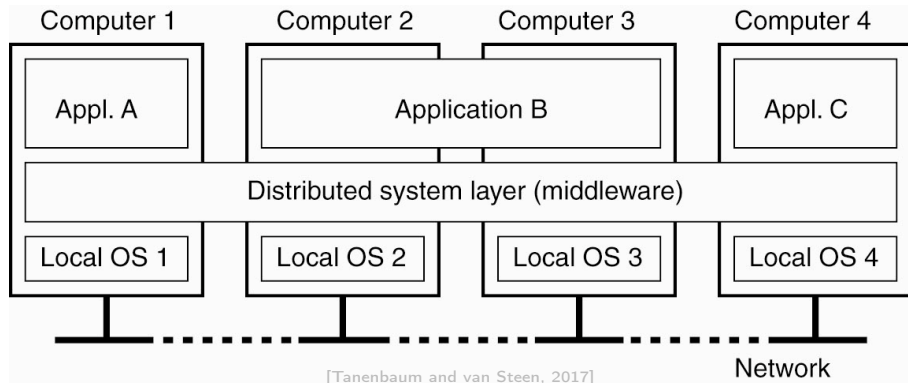 Computer 1 Computer 2 Computer 3 Computer 4
Appl. A Application B Appl. C
Distributed system layer (middleware)
Local OS 1 Local OS 2 Local OS 3 Local OS 4
Network
[Tanenbaum and van Steen, 2017]